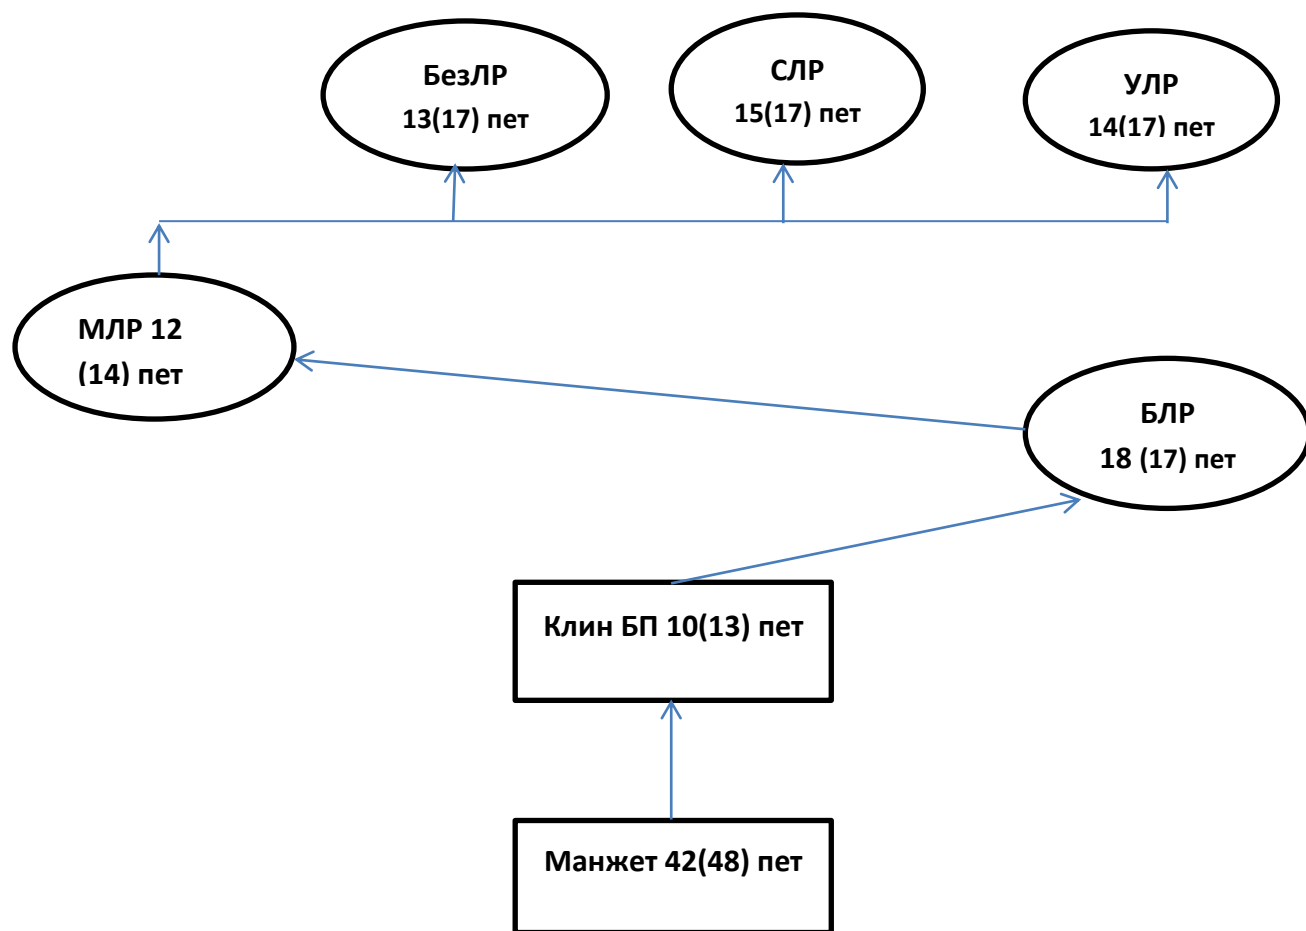 БезЛР
13(17) пет
СЛР
15(17) пет
УЛР
14(17) пет
МЛР 12
(14) пет
БЛР
18 (17) пет
Клин БП 10(13) пет
Манжет 42(48) пет